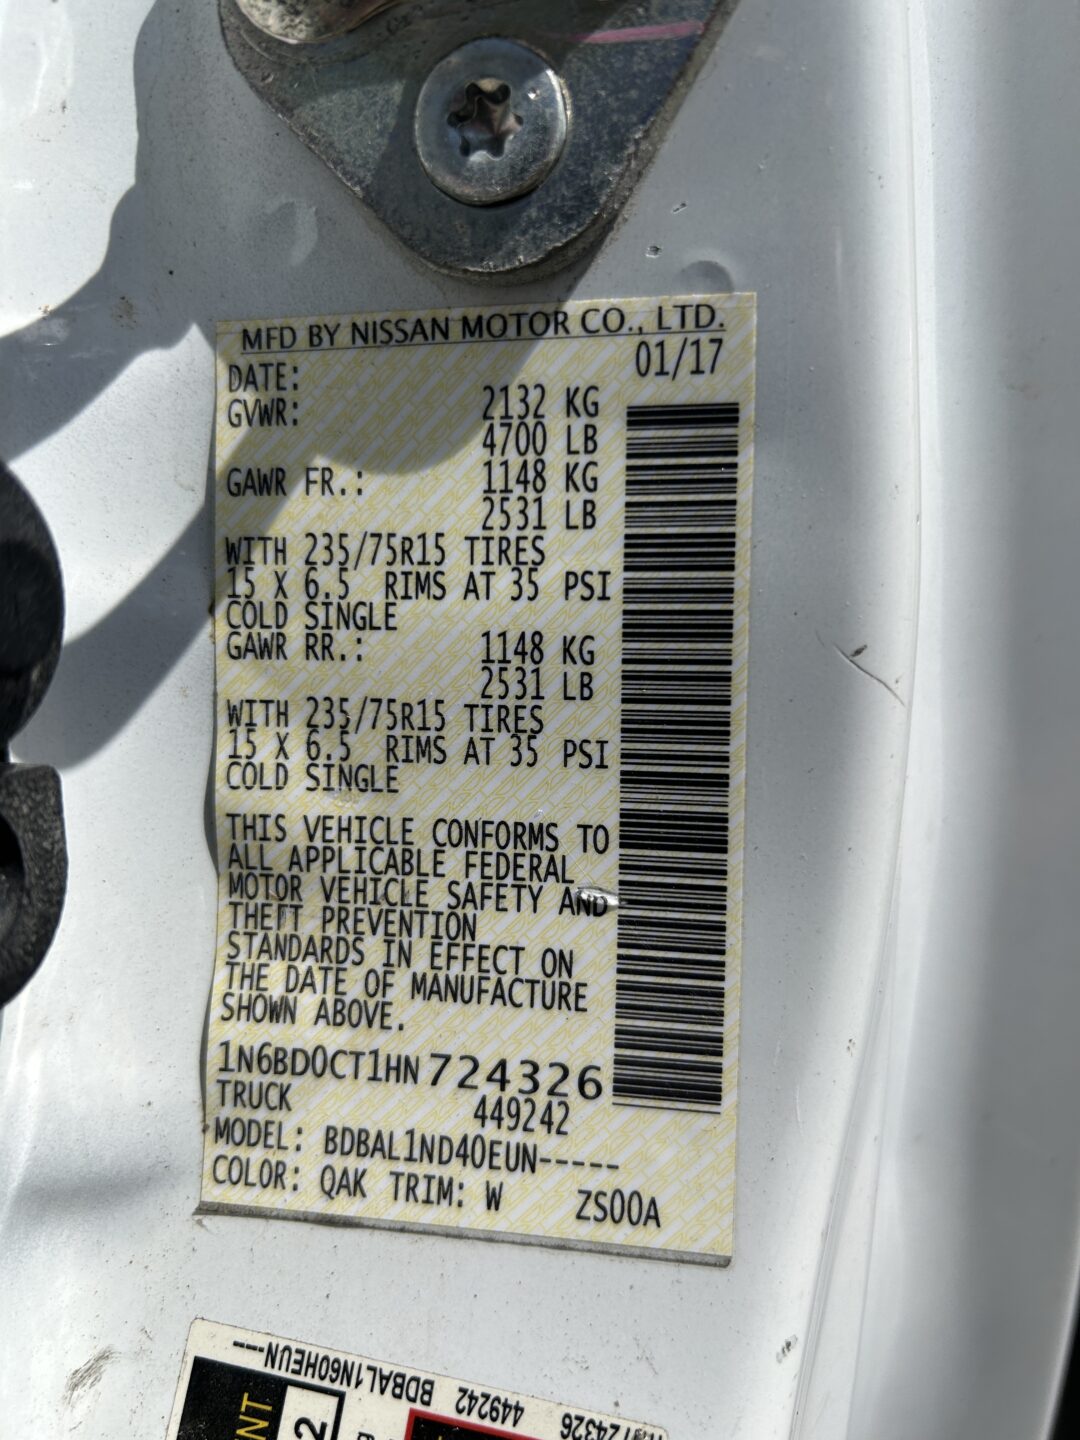 MFD BY NISSAN MOTOR CO., LTD.
DATE: 01/17
GVWR: 2132 KG
4700 LB
GAWR FR.: 1148 KG
2531 LB
WITH 235/75R15 TIRES
15 X 6.5 RIMS AT 35 PSI
COLD SINGLE
GAWR RR.: 1148 KG
2531 LB
WITH 235/75R15 TIRES
15 X 6.5 RIMS AT 35 PSI
COLD SINGLE
THIS VEHICLE CONFORMS TO
ALL APPLICABLE FEDERAL
MOTOR VEHICLE SAFETY AND
THEFT PREVENTION
STANDARDS IN EFFECT ON
THE DATE OF MANUFACTURE
SHOWN ABOVE.
1N6BD0CT1HN724326
TRUCK 449242
MODEL: BDBAL1ND40EUN-----
COLOR: QAK TRIM: W ZS00A
449242 BDBAL1N60HEUN---